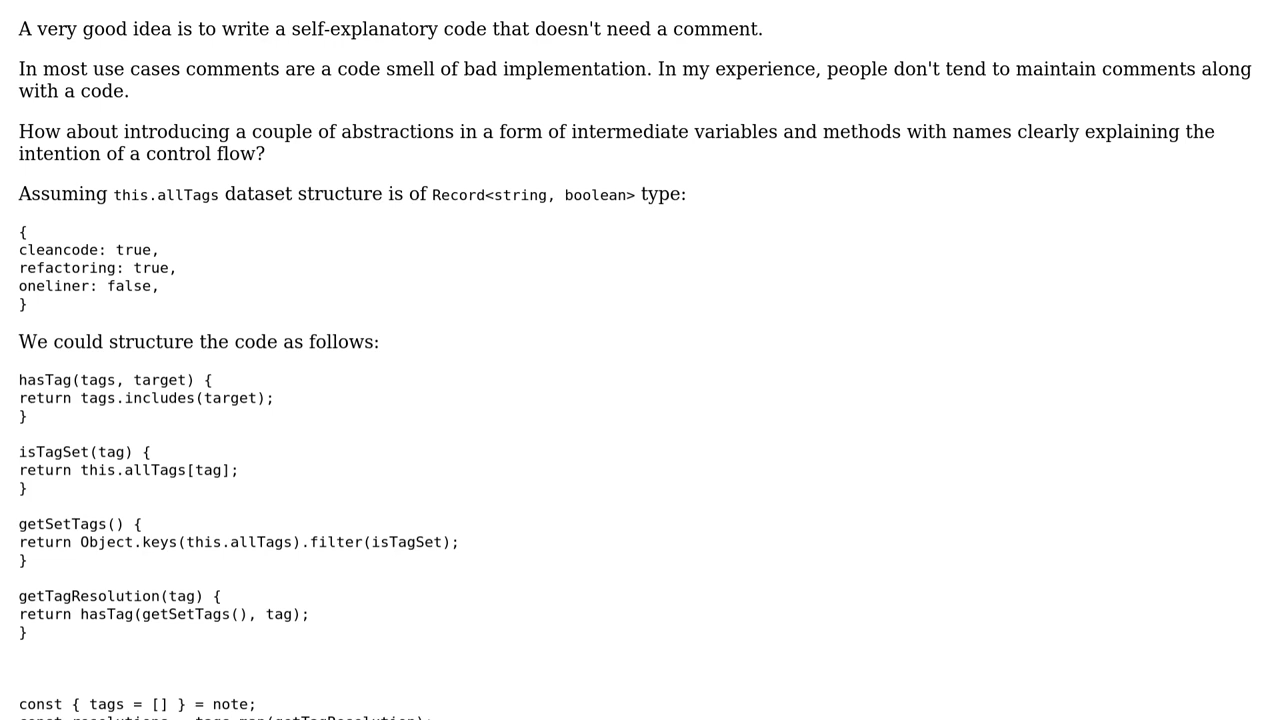 A very good idea is to write a self-explanatory code that doesn't need a comment.
In most use cases comments are a code smell of bad implementation. In my experience, people don't tend to maintain comments along
with a code.
How about introducing a couple of abstractions in a form of intermediate variables and methods with names clearly explaining the
intention of a control flow?
Assuming this.allTags dataset structure is of Record<string, boolean> type:
{
cleancode: true,
refactoring: true,
oneliner: false,
}
We could structure the code as follows:
hasTag(tags, target) {
return tags.includes(target);
}
isTagSet(tag) {
return this.allTags[tag];
}
getSetTags() {
return Object.keys(this.allTags).filter(isTagSet);
}
getTagResolution(tag) {
return hasTag(getSetTags(), tag);
}
const { tags = [] } = note;
const resolutions = tags.map(getTagResolution);